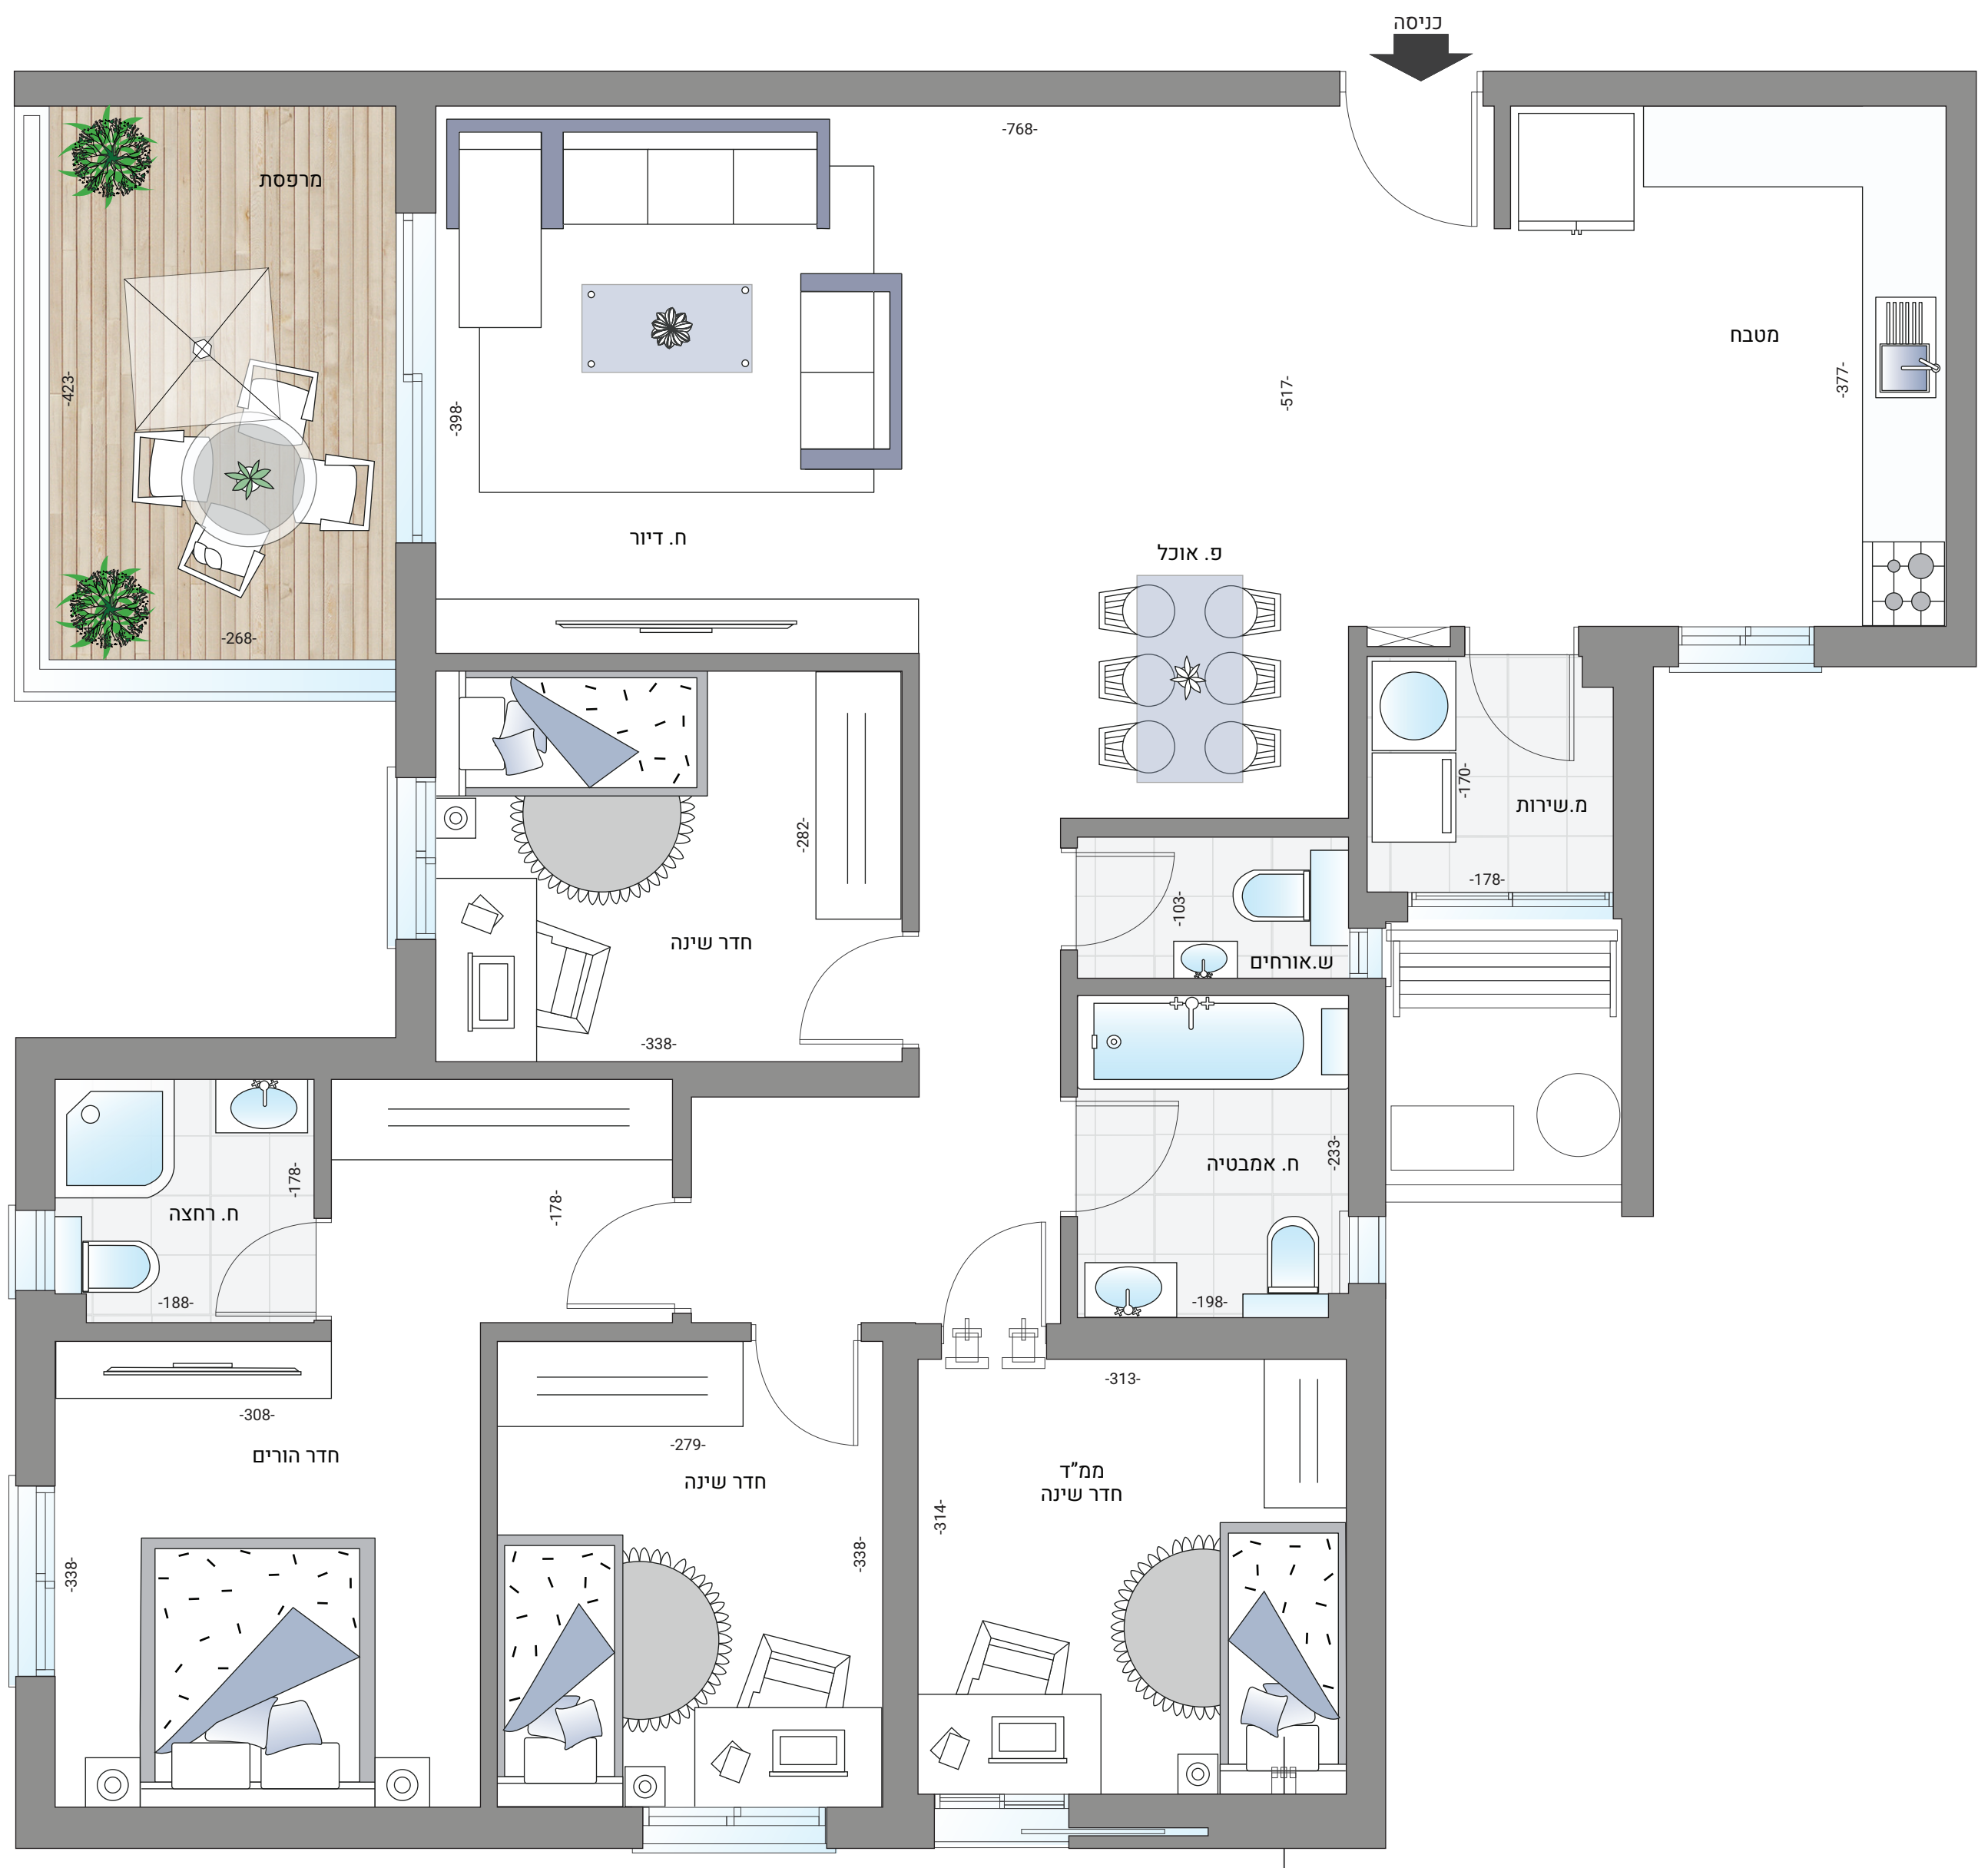 כניסה
-768-
מרפסת
-423-
-268-
-398-
ח. דיור
-517-
פ. אוכל
מטבח
-377-
-170-
מ.שירות
-178-
-282-
חדר שינה
-338-
-103-
ש.אורחים
ח. אמבטיה
-233-
-198-
-178-
ח. רחצה
-188-
-178-
-308-
חדר הורים
-338-
-279-
חדר שינה
-338-
-313-
ממ"ד
חדר שינה
-314-